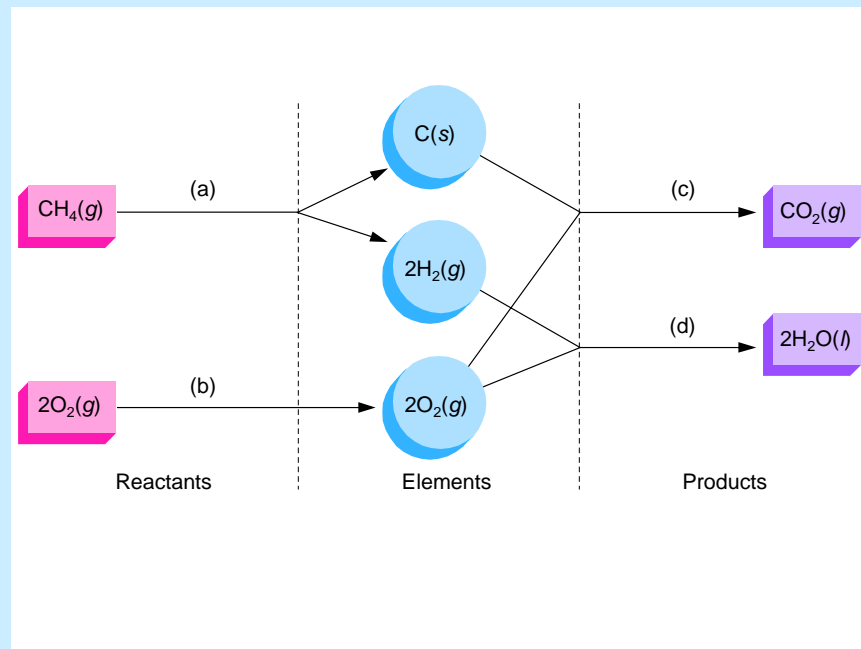 C(s)
(a)
(c)
CH₄(g)
CO₂(g)
2H₂(g)
(d)
2H₂O(l)
(b)
2O₂(g)
2O₂(g)
Reactants
Elements
Products